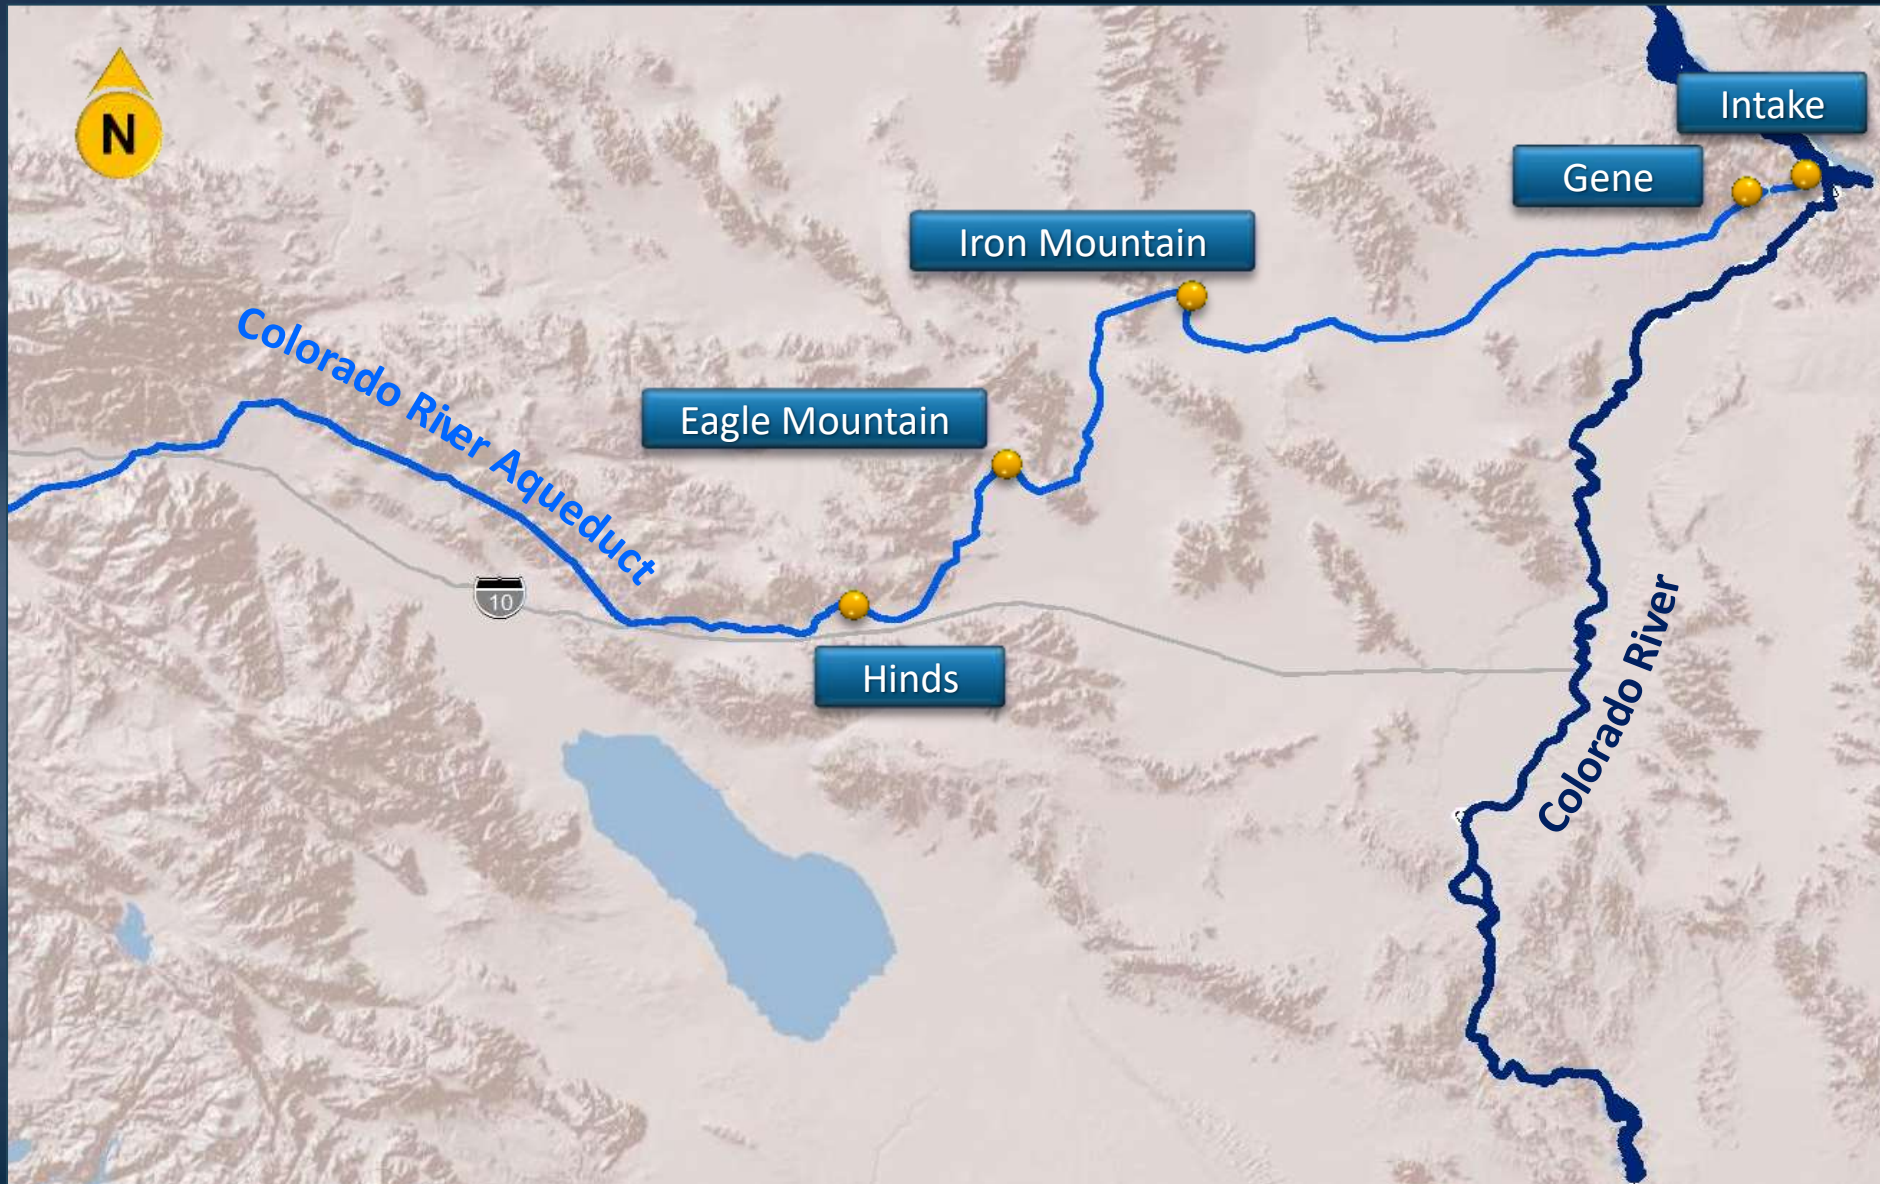 N
Intake
Gene
Iron Mountain
Colorado River Aqueduct
Eagle Mountain
10
Hinds
Colorado River